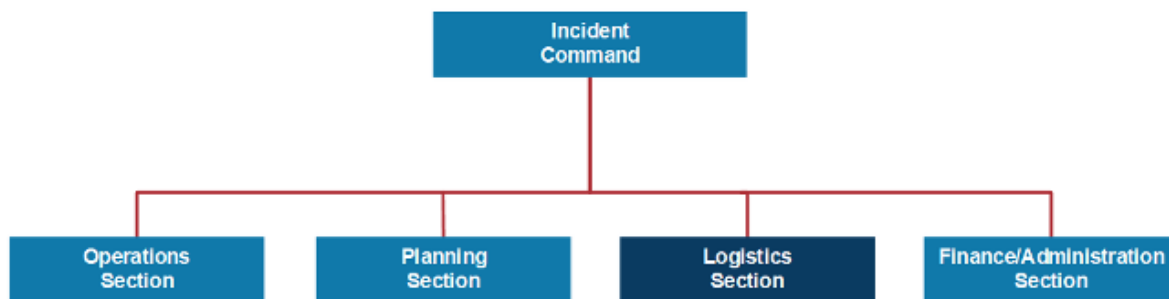 Incident
Command
Operations
Section
Planning
Section
Logistics
Section
Finance/Administration
Section